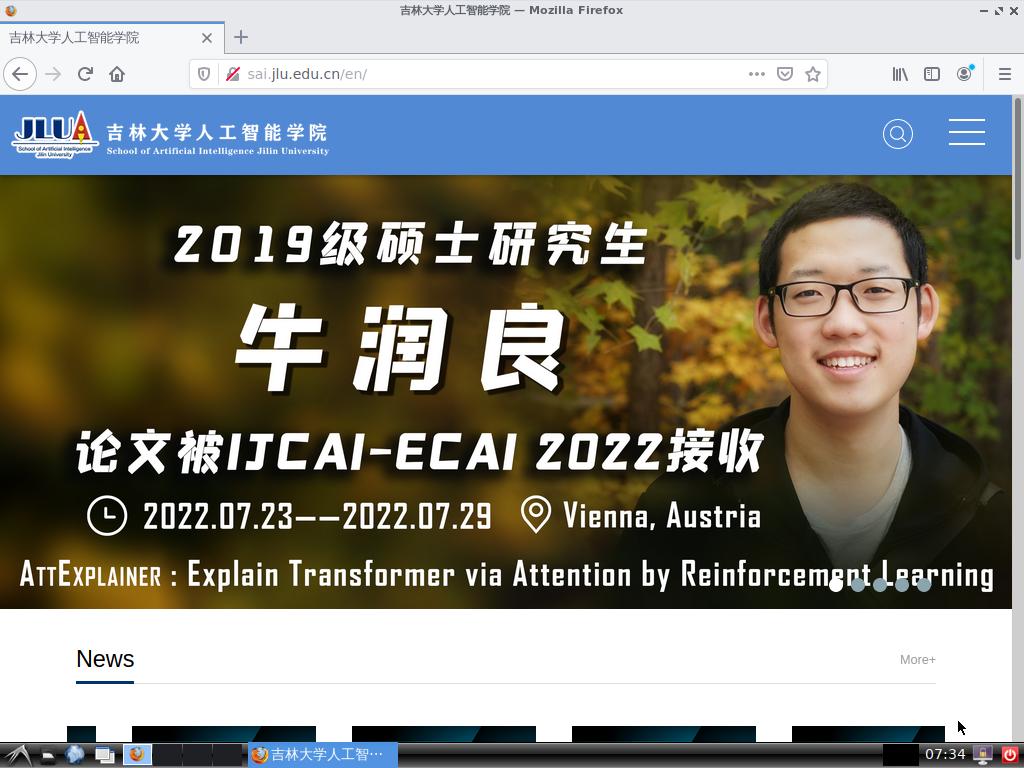 吉林大学人工智能学院 — Mozilla Firefox
吉林大学人工智能学院
sai.jlu.edu.cn/en/
JLUAI
School of Artificial Intelligence
Jilin University
吉林大学人工智能学院
School of Artificial Intelligence Jilin University
2019级硕士研究生
牛润良
论文被IJCAI-ECAI 2022接收
2022.07.23——2022.07.29 Vienna, Austria
ATTEXPLAINER : Explain Transformer via Attention by Reinforcement Learning
News
More+
吉林大学人工智···
07:34